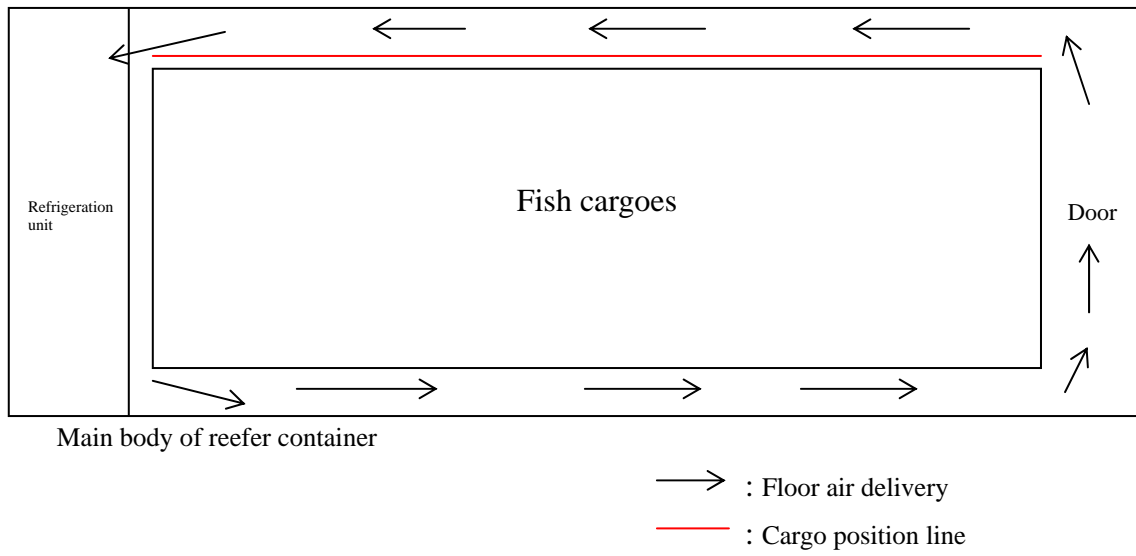 Refrigeration
unit
Fish cargoes
Door
Main body of reefer container
: Floor air delivery
: Cargo position line